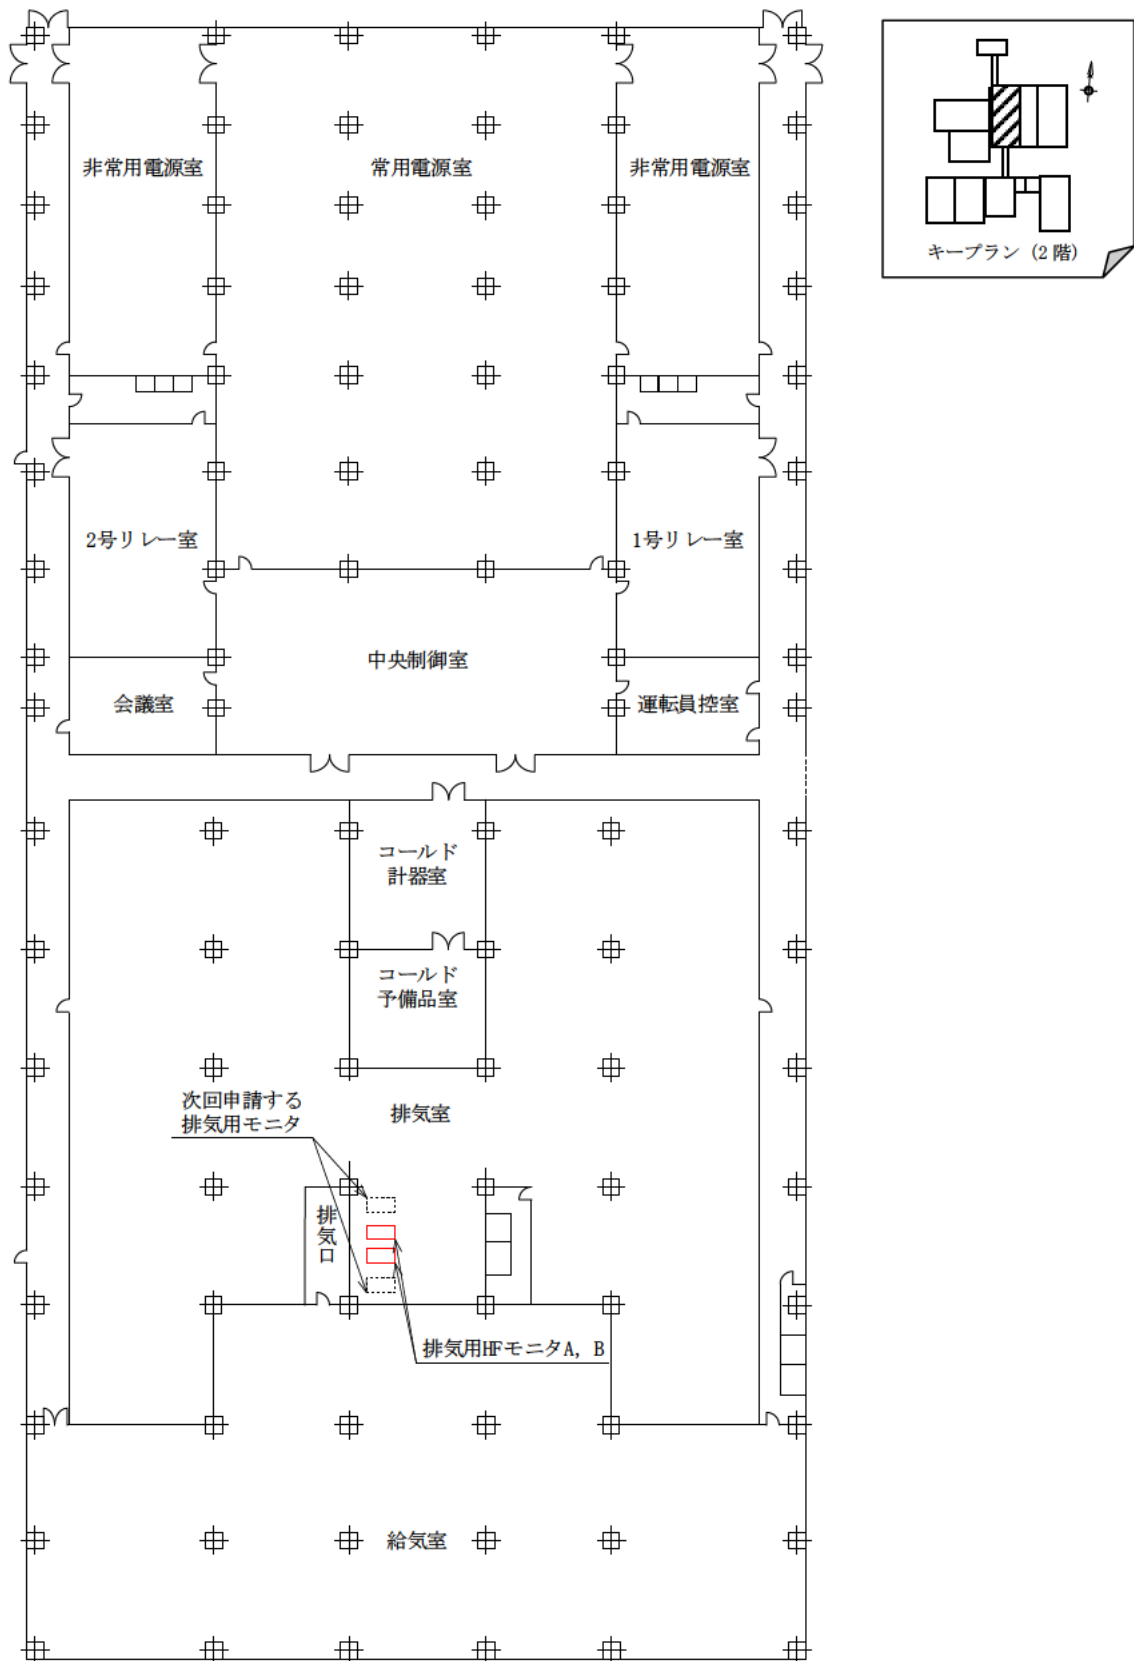 非常用電源室
常用電源室
非常用電源室
キープラン (2 階)
2号リレー室
1号リレー室
中央制御室
会議室
運転員控室
コールド
計器室
コールド
予備品室
次回申請する
排気用モニタ
排気室
排気口
排気用HFモニタA, B
給気室